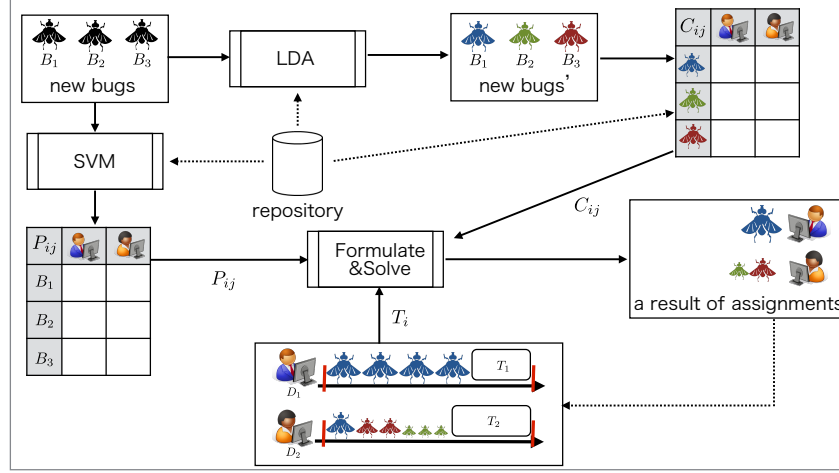 B1 B2 B3
new bugs
LDA
B1 B2 B3
new bugs'
Cij
SVM
repository
Cij
Pij
B1
B2
B3
Pij
Formulate
&Solve
a result of assignments
Ti
D1
T1
D2
T2